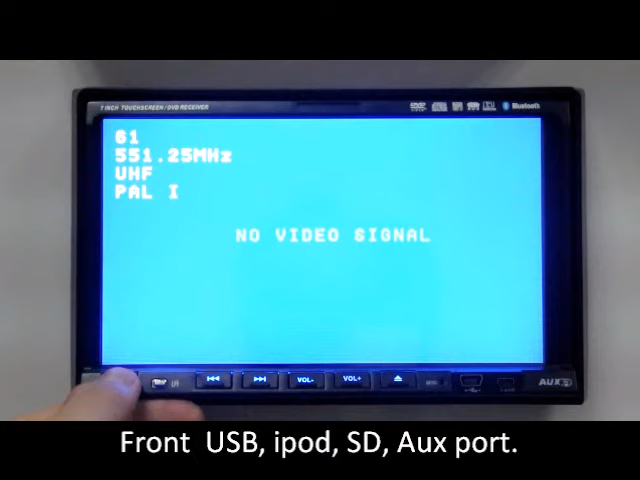 7 INCH TOUCHSCREEN/DVD RECEIVER
Bluetooth
61
551.25MHz
UHF
PAL I
NO VIDEO SIGNAL
VOL-
VOL+
AUX
Front USB, ipod, SD, Aux port.